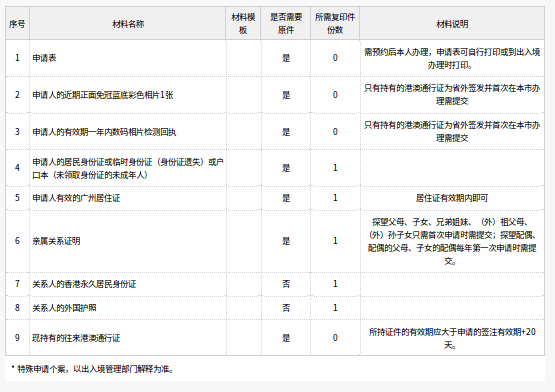 序号 材料名称 材料模板 是否需要原件 所需复印件份数 材料说明
1 申请表 是 0 需预约后本人办理，申请表可自行打印或到出入境
办理时打印。
2 申请人的近期正面免冠蓝底彩色相片1张 是 0 只有持有的港澳通行证为省外签发并首次在本市办
理需提交
3 申请人的有效期一年内数码相片检测回执 是 0 只有持有的港澳通行证为省外签发并首次在本市办
理需提交
4 申请人的居民身份证或临时身份证（身份证遗失）或户
口本（未领取身份证的未成年人） 是 1
5 申请人有效的广州居住证 是 1 居住证有效期内即可
6 亲属关系证明 是 1 探望父母、子女、兄弟姐妹、（外）祖父母、
（外）孙子女只需首次申请时需提交；探望配偶、
配偶的父母、子女的配偶每年第一次申请时需提
交。
7 关系人的香港永久居民身份证 否 1
8 关系人的外国护照 否 1
9 现持有的往来港澳通行证 是 0 所持证件的有效期应大于申请的签注有效期+20
天。
* 特殊申请个案，以出入境管理部门解释为准。